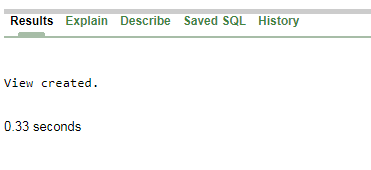 Results Explain Describe Saved SQL History
View created.
0.33 seconds